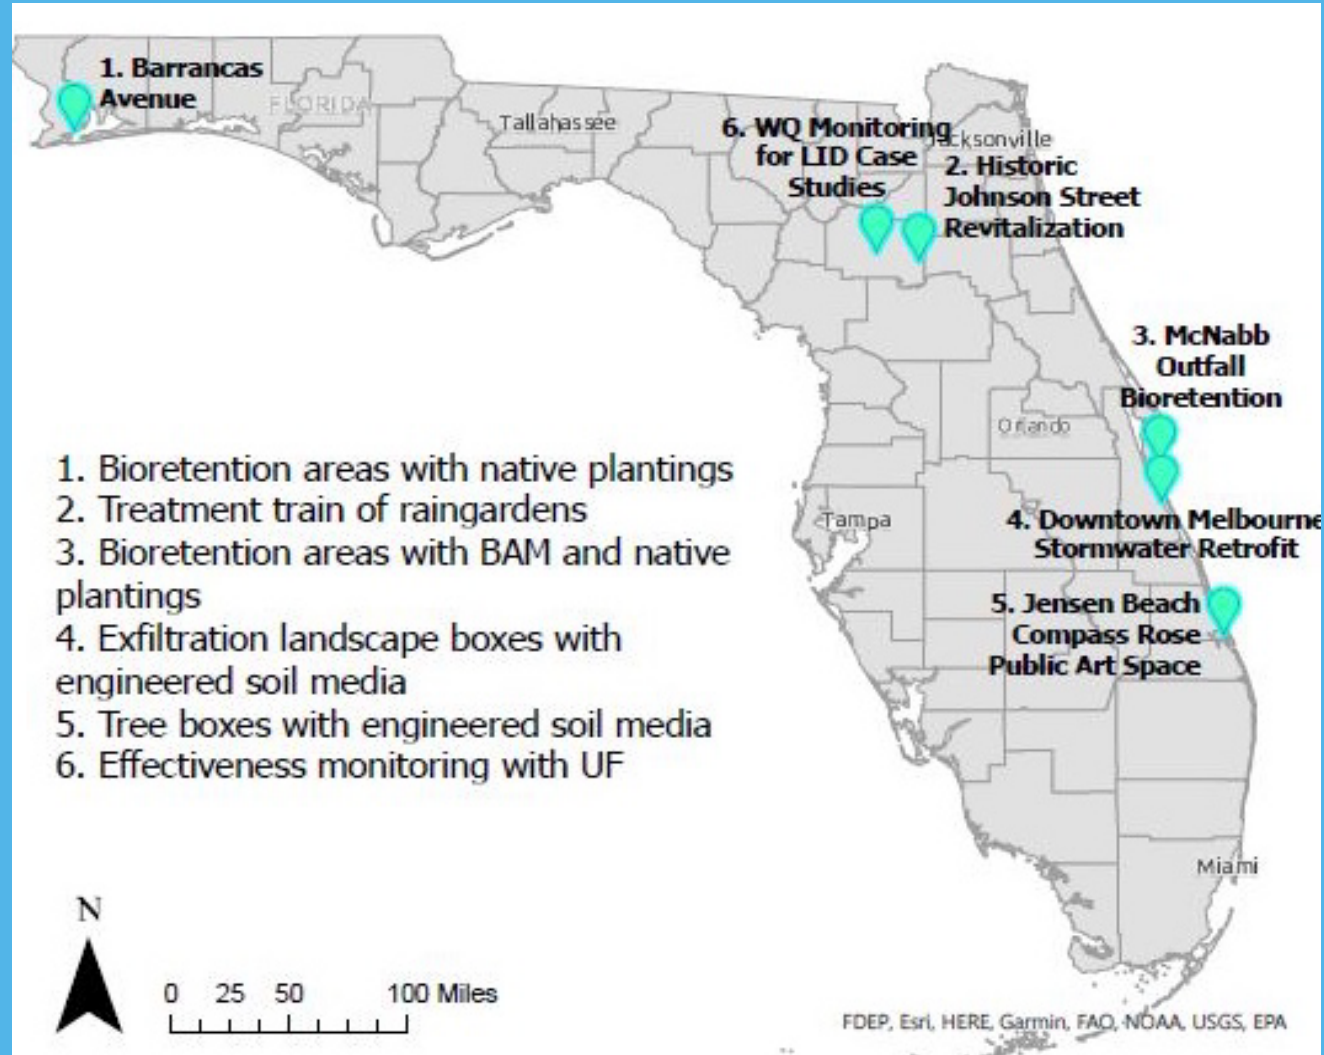 1. Barrancas
Avenue
FLORIDA
Tallahassee
6. WQ Monitoring
for LID Case
Studies
Jacksonville
2. Historic
Johnson Street
Revitalization
3. McNabb
Outfall
Bioretention
Orlando
1. Bioretention areas with native plantings
2. Treatment train of raingardens
3. Bioretention areas with BAM and native
plantings
4. Exfiltration landscape boxes with
engineered soil media
5. Tree boxes with engineered soil media
6. Effectiveness monitoring with UF
Tampa
4. Downtown Melbourne
Stormwater Retrofit
5. Jensen Beach
Compass Rose
Public Art Space
Miami
N
0 25 50 100 Miles
FDEP, Esri, HERE, Garmin, FAO, NOAA, USGS, EPA